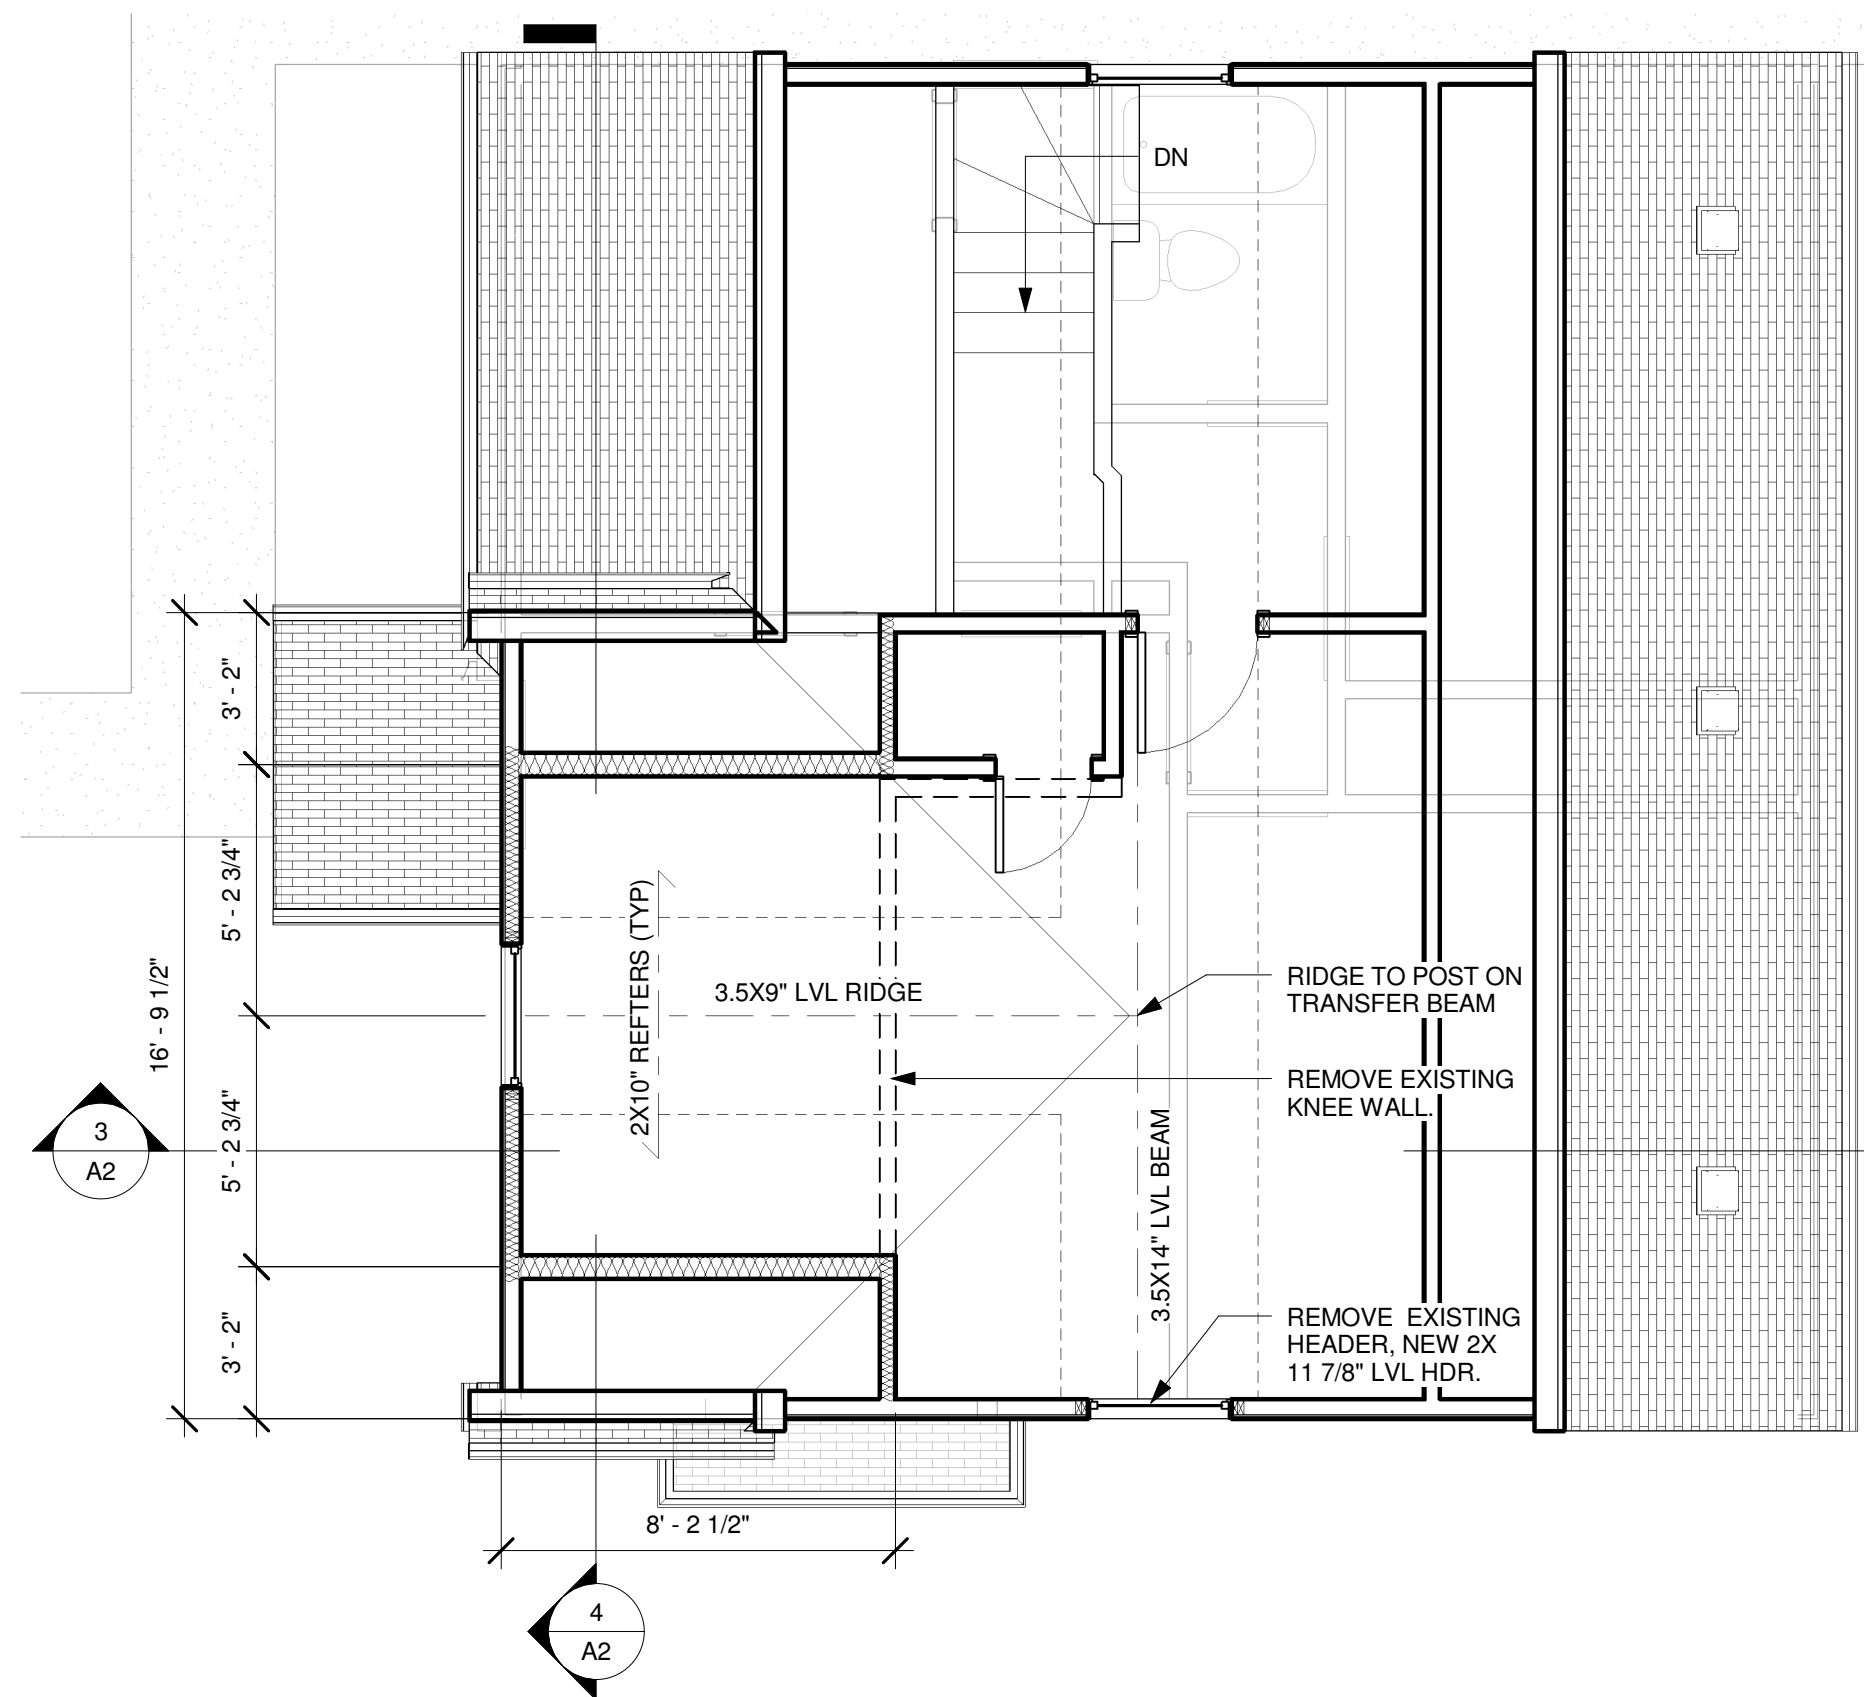 DN
3' - 2"
5' - 2 3/4"
16' - 9 1/2"
5' - 2 3/4"
3' - 2"
2X10" REFTERS (TYP)
3.5X9" LVL RIDGE
RIDGE TO POST ON
TRANSFER BEAM
REMOVE EXISTING
KNEE WALL.
3.5X14" LVL BEAM
REMOVE EXISTING
HEADER, NEW 2X
11 7/8" LVL HDR.
3
A2
8' - 2 1/2"
4
A2